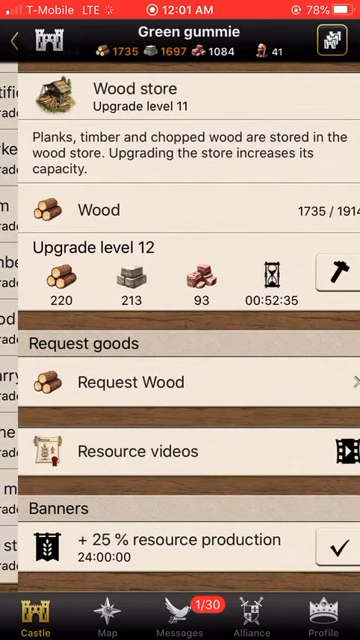 T-Mobile LTE 12:01 AM 78%
Green gummie
1735 1697 1084 41
Wood store
Upgrade level 11
Planks, timber and chopped wood are stored in the
wood store. Upgrading the store increases its
capacity.
Wood 1735 / 1914
Upgrade level 12
220 213 93 00:52:35
Request goods
Request Wood
Resource videos
Banners
+ 25 % resource production
24:00:00
1/30
Castle Map Messages Alliance Profile